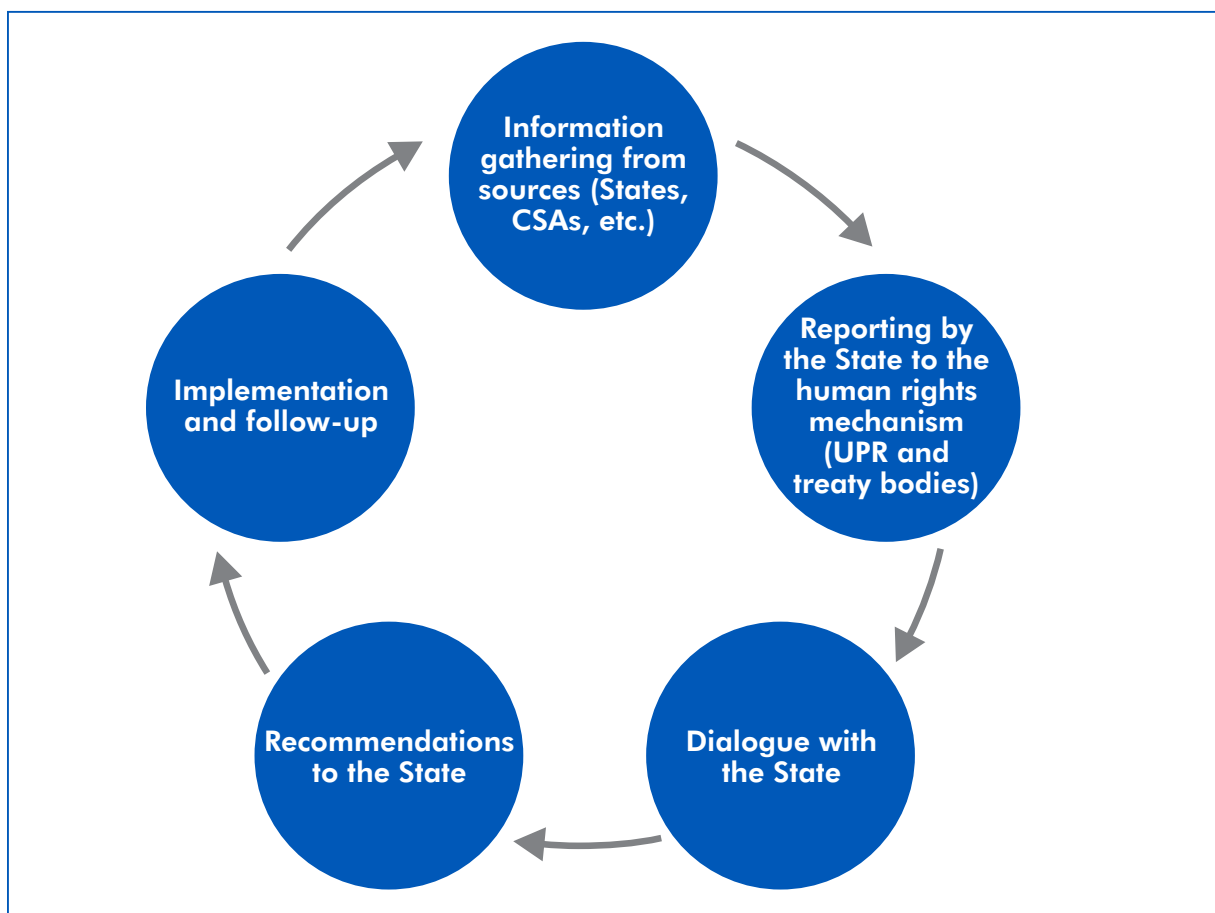 Information
gathering from
sources (States,
CSAs, etc.)
Reporting by
the State to the
human rights
mechanism
(UPR and
treaty bodies)
Dialogue with
the State
Recommendations
to the State
Implementation
and follow-up